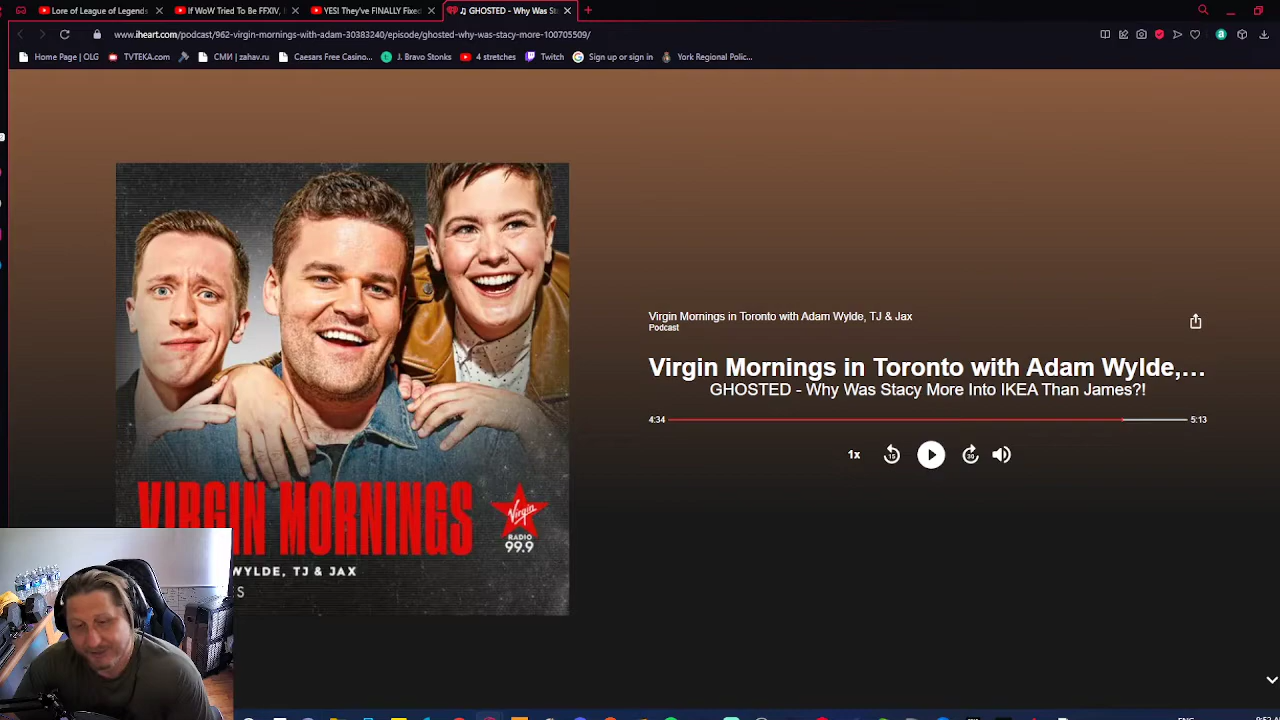 Lore of League of Legends
If WoW Tried To Be FFXIV,
YES! They've FINALLY Fixed
GHOSTED - Why Was St
www.iheart.com/podcast/962-virgin-mornings-with-adam-30383240/episode/ghosted-why-was-stacy-more-100705509/
Home Page | OLG
TVTEKA.com
СМИ | zahav.ru
Caesars Free Casino...
J. Bravo Stonks
4 stretches
Twitch
Sign up or sign in
York Regional Polic...
Virgin Mornings in Toronto with Adam Wylde, TJ & Jax
Podcast
Virgin Mornings in Toronto with Adam Wylde,...
GHOSTED - Why Was Stacy More Into IKEA Than James?!
4:34
5:13
1x
15
30
VIRGIN MORNINGS
Virgin
RADIO
99.9
WYLDE, TJ & JAX
S